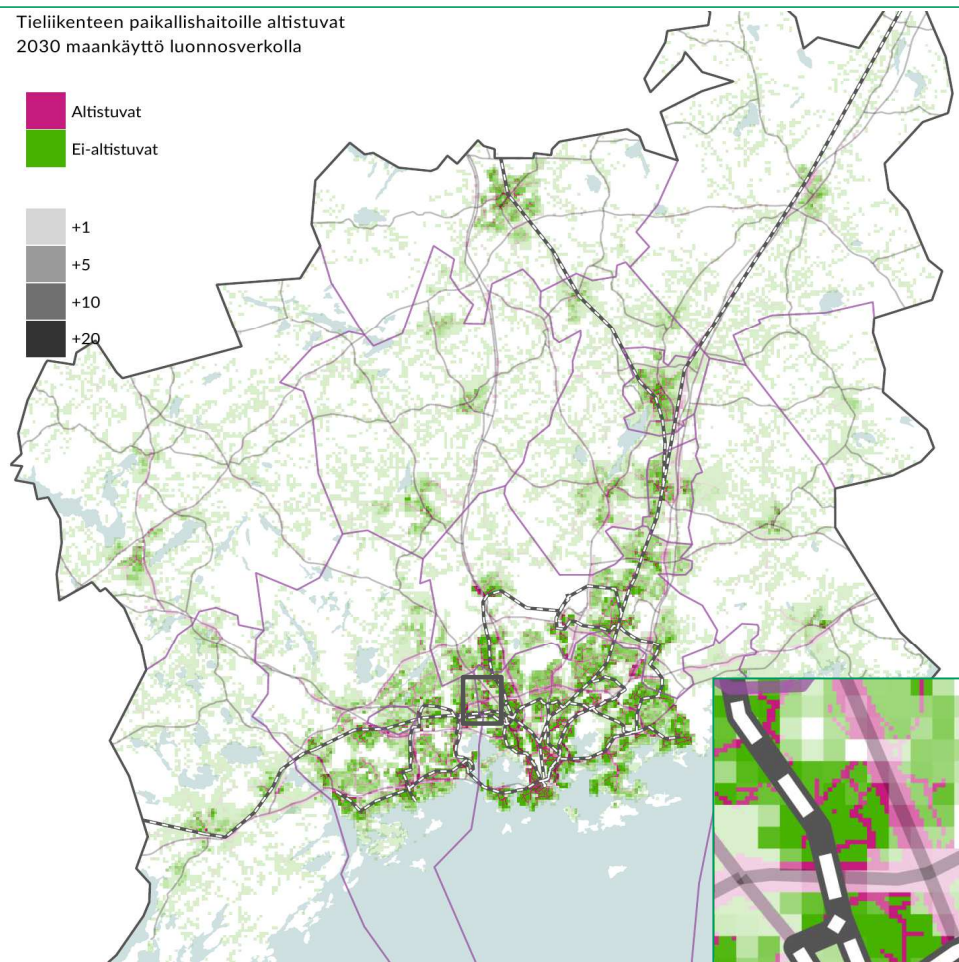 Tieliikenteen paikallishaitoille altistuvat
2030 maankäyttö luonnosverkolla
Altistuvat
Ei-altistuvat
+1
+5
+10
+20